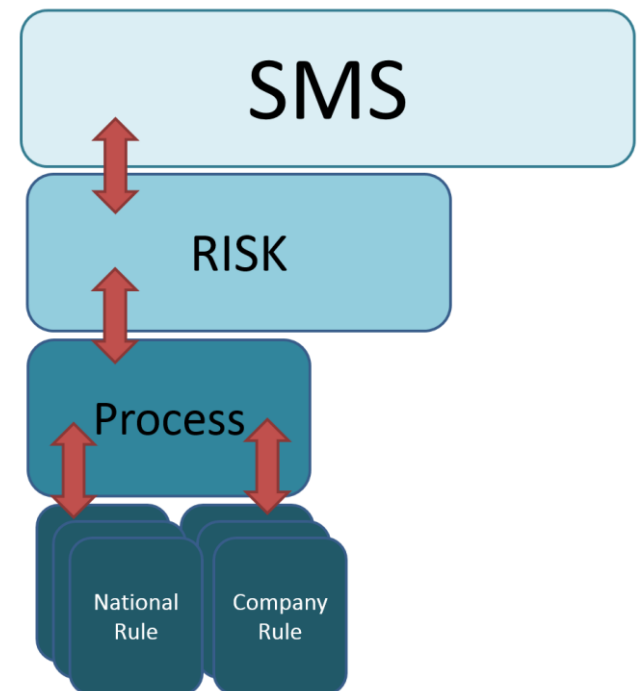 SMS
RISK
Process
National
Rule
Company
Rule